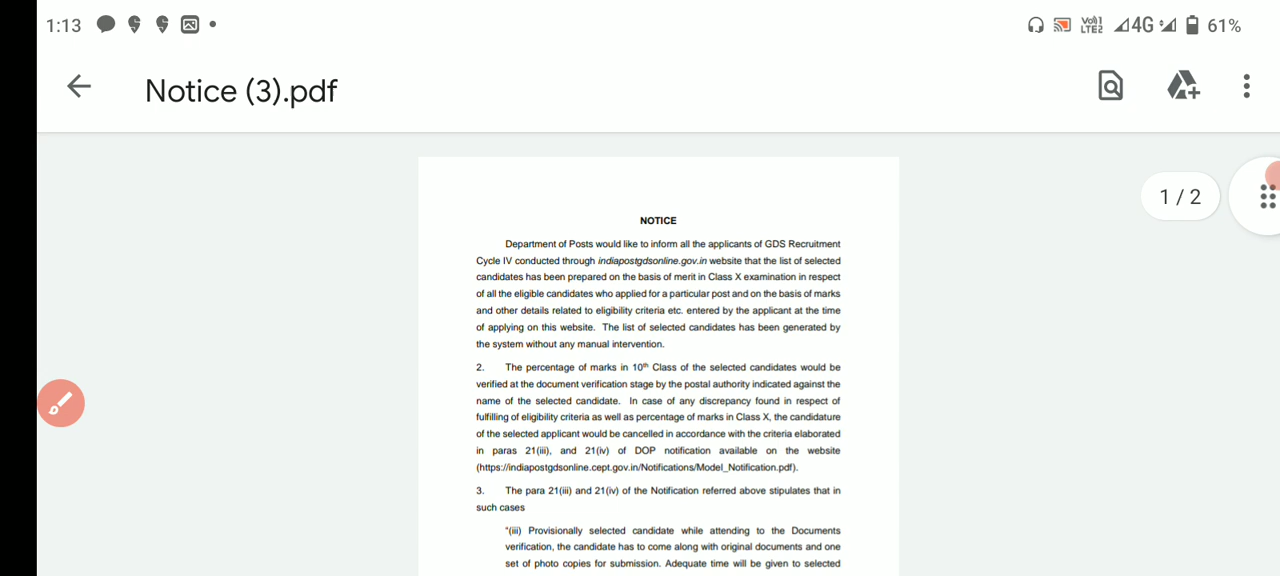 1:13
Vo)) 1
LTE2
4G
61%
Notice (3).pdf
1 / 2
NOTICE
Department of Posts would like to inform all the applicants of GDS Recruitment
Cycle IV conducted through indiapostgdsonline.gov.in website that the list of selected
candidates has been prepared on the basis of merit in Class X examination in respect
of all the eligible candidates who applied for a particular post and on the basis of marks
and other details related to eligibility criteria etc. entered by the applicant at the time
of applying on this website. The list of selected candidates has been generated by
the system without any manual intervention.
2. The percentage of marks in 10th Class of the selected candidates would be
verified at the document verification stage by the postal authority indicated against the
name of the selected candidate. In case of any discrepancy found in respect of
fulfilling of eligibility criteria as well as percentage of marks in Class X, the candidature
of the selected applicant would be cancelled in accordance with the criteria elaborated
in paras 21(iii), and 21(iv) of DOP notification available on the website
(https://indiapostgdsonline.cept.gov.in/Notifications/Model_Notification.pdf).
3. The para 21(iii) and 21(iv) of the Notification referred above stipulates that in
such cases
"(iii) Provisionally selected candidate while attending to the Documents
verification, the candidate has to come along with original documents and one
set of photo copies for submission. Adequate time will be given to selected